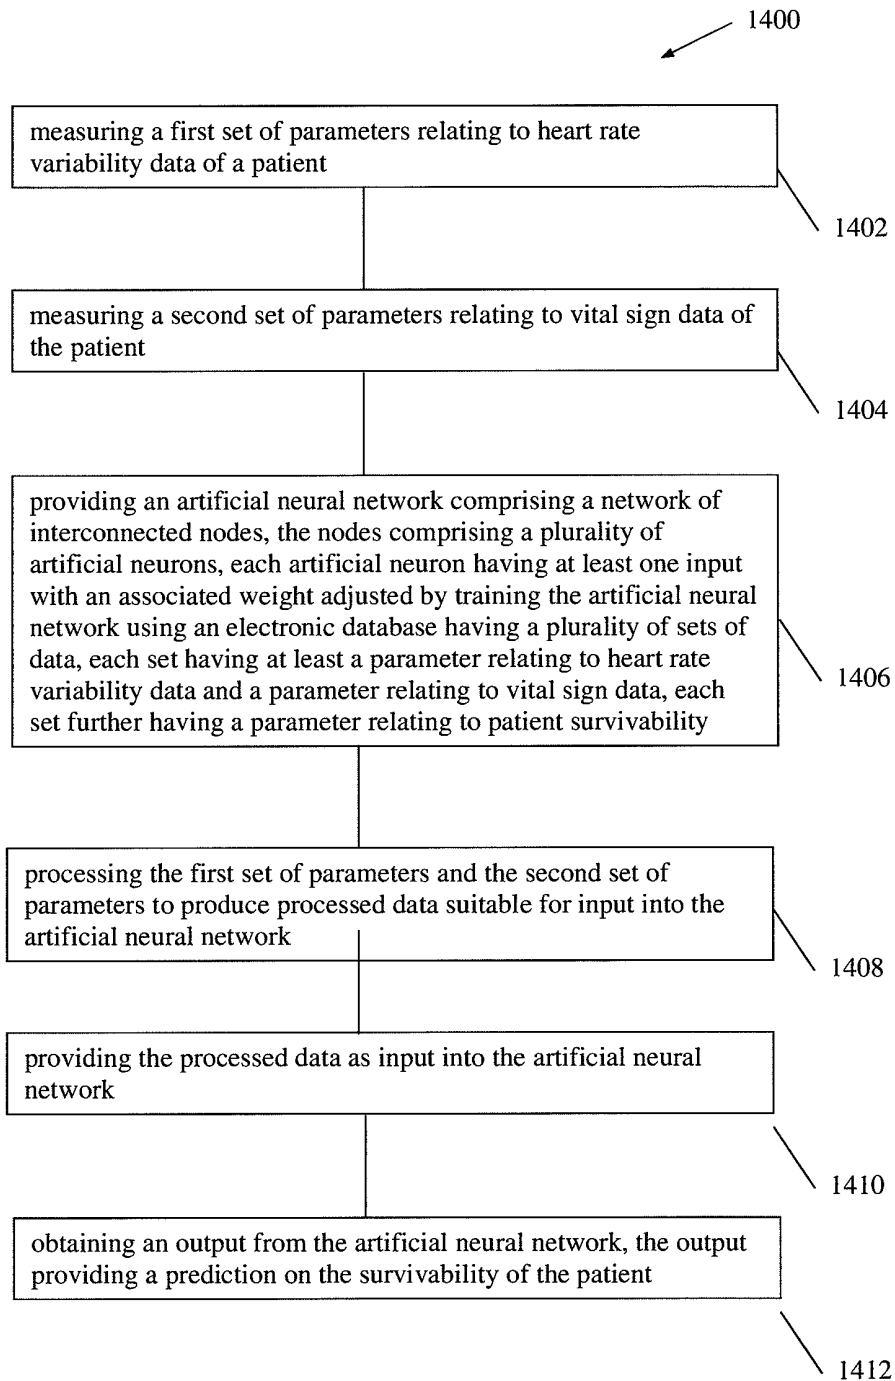 1400
measuring a first set of parameters relating to heart rate
variability data of a patient
1402
measuring a second set of parameters relating to vital sign data of
the patient
1404
providing an artificial neural network comprising a network of
interconnected nodes, the nodes comprising a plurality of
artificial neurons, each artificial neuron having at least one input
with an associated weight adjusted by training the artificial neural
network using an electronic database having a plurality of sets of
data, each set having at least a parameter relating to heart rate
variability data and a parameter relating to vital sign data, each
set further having a parameter relating to patient survivability
1406
processing the first set of parameters and the second set of
parameters to produce processed data suitable for input into the
artificial neural network
1408
providing the processed data as input into the artificial neural
network
1410
obtaining an output from the artificial neural network, the output
providing a prediction on the survivability of the patient
1412